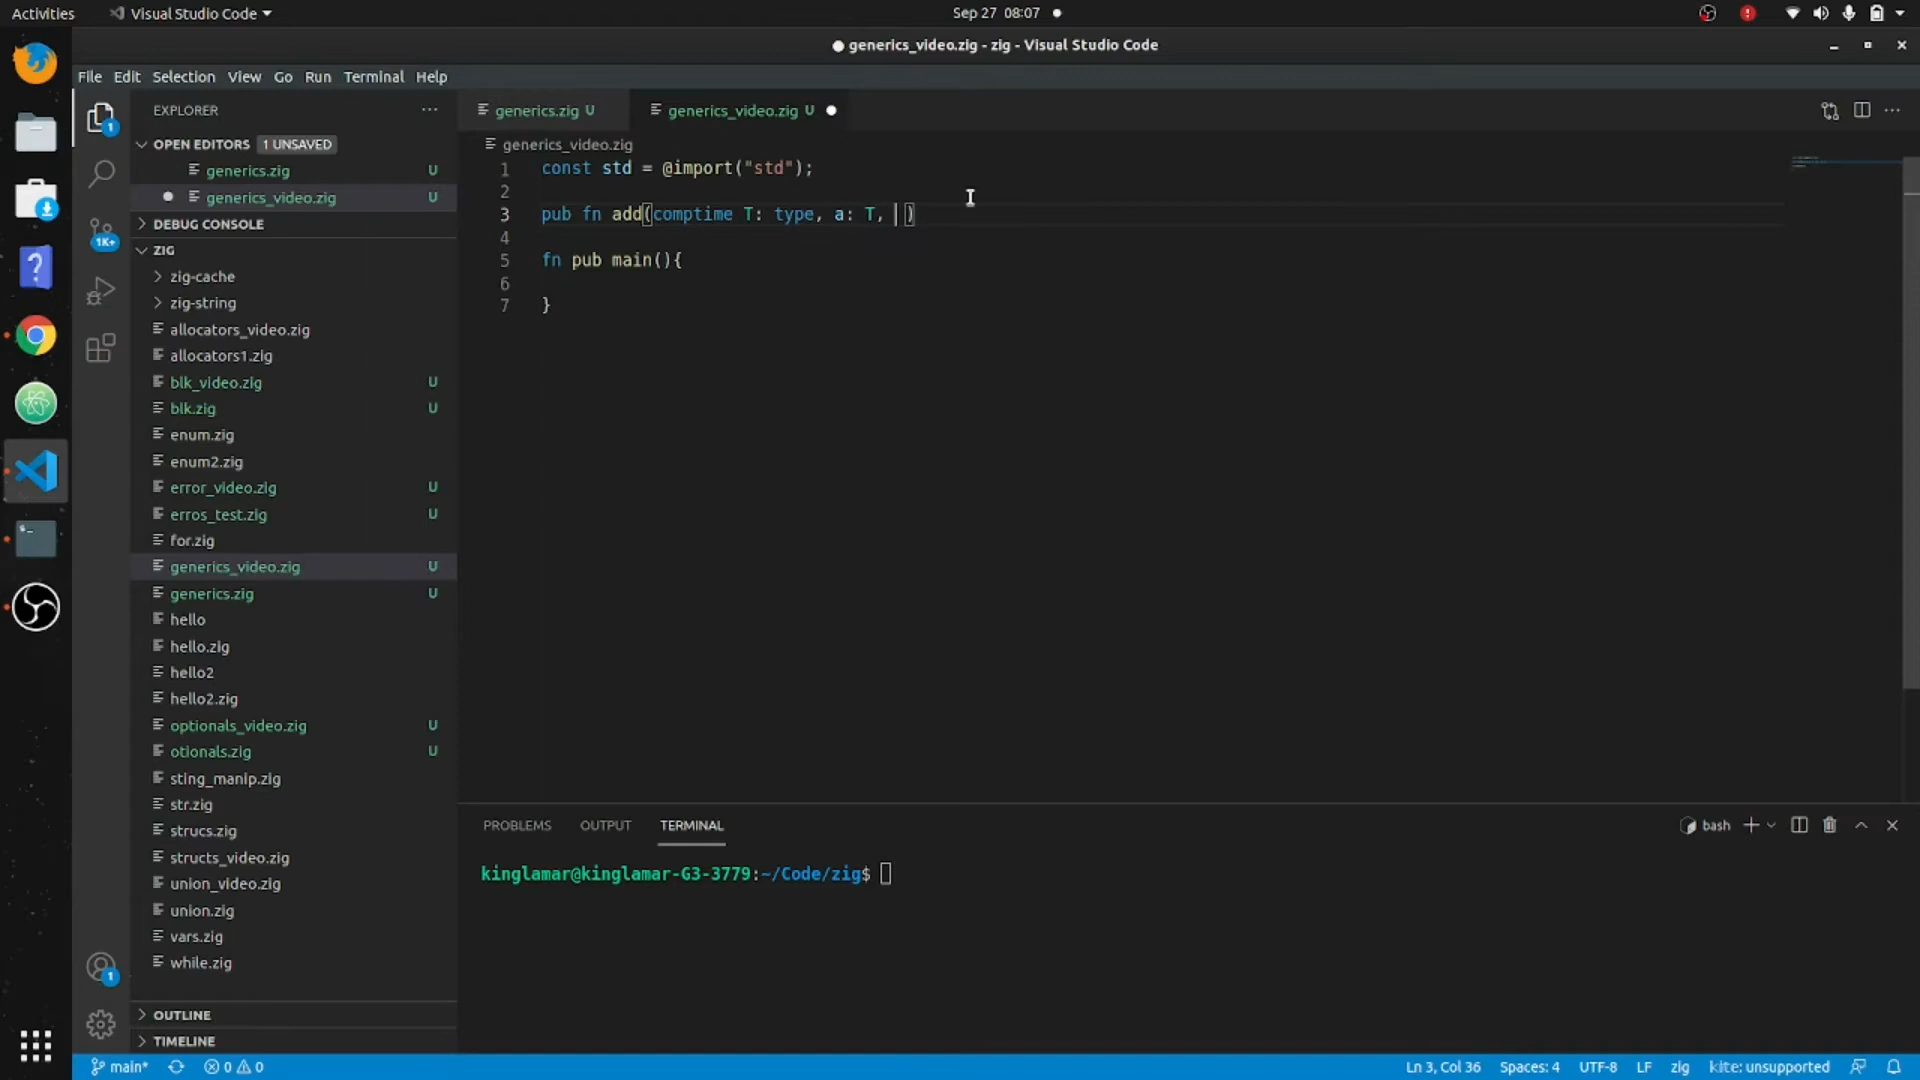 Activities Visual Studio Code Sep 27 08:07
generics_video.zig - zig - Visual Studio Code
File Edit Selection View Go Run Terminal Help
EXPLORER
generics.zig U generics_video.zig U
OPEN EDITORS 1 UNSAVED
generics_video.zig
generics.zig U
generics_video.zig U
DEBUG CONSOLE
ZIG
zig-cache
zig-string
allocators_video.zig
allocators1.zig
blk_video.zig U
blk.zig U
enum.zig
enum2.zig
error_video.zig U
erros_test.zig U
for.zig
generics_video.zig U
generics.zig U
hello
hello.zig
hello2
hello2.zig
optionals_video.zig U
otionals.zig U
sting_manip.zig
str.zig
strucs.zig
structs_video.zig
union_video.zig
union.zig
vars.zig
while.zig
OUTLINE
TIMELINE
1
1K+
1
1 const std = @import("std");
2
3 pub fn add(comptime T: type, a: T, )
4
5 fn pub main(){
6
7 }
PROBLEMS OUTPUT TERMINAL
bash
kinglamar@kinglamar-G3-3779:~/Code/zig$
main* 0 0 Ln 3, Col 36 Spaces: 4 UTF-8 LF zig kite: unsupported